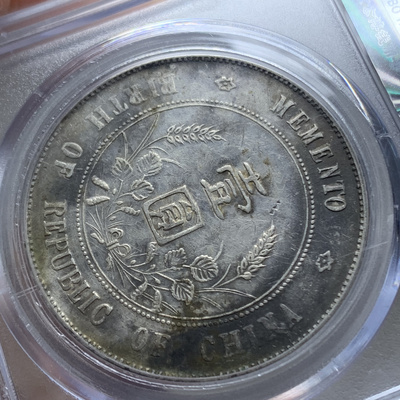 MEMENTO
BIRTH OF REPUBLIC OF CHINA
壹圓